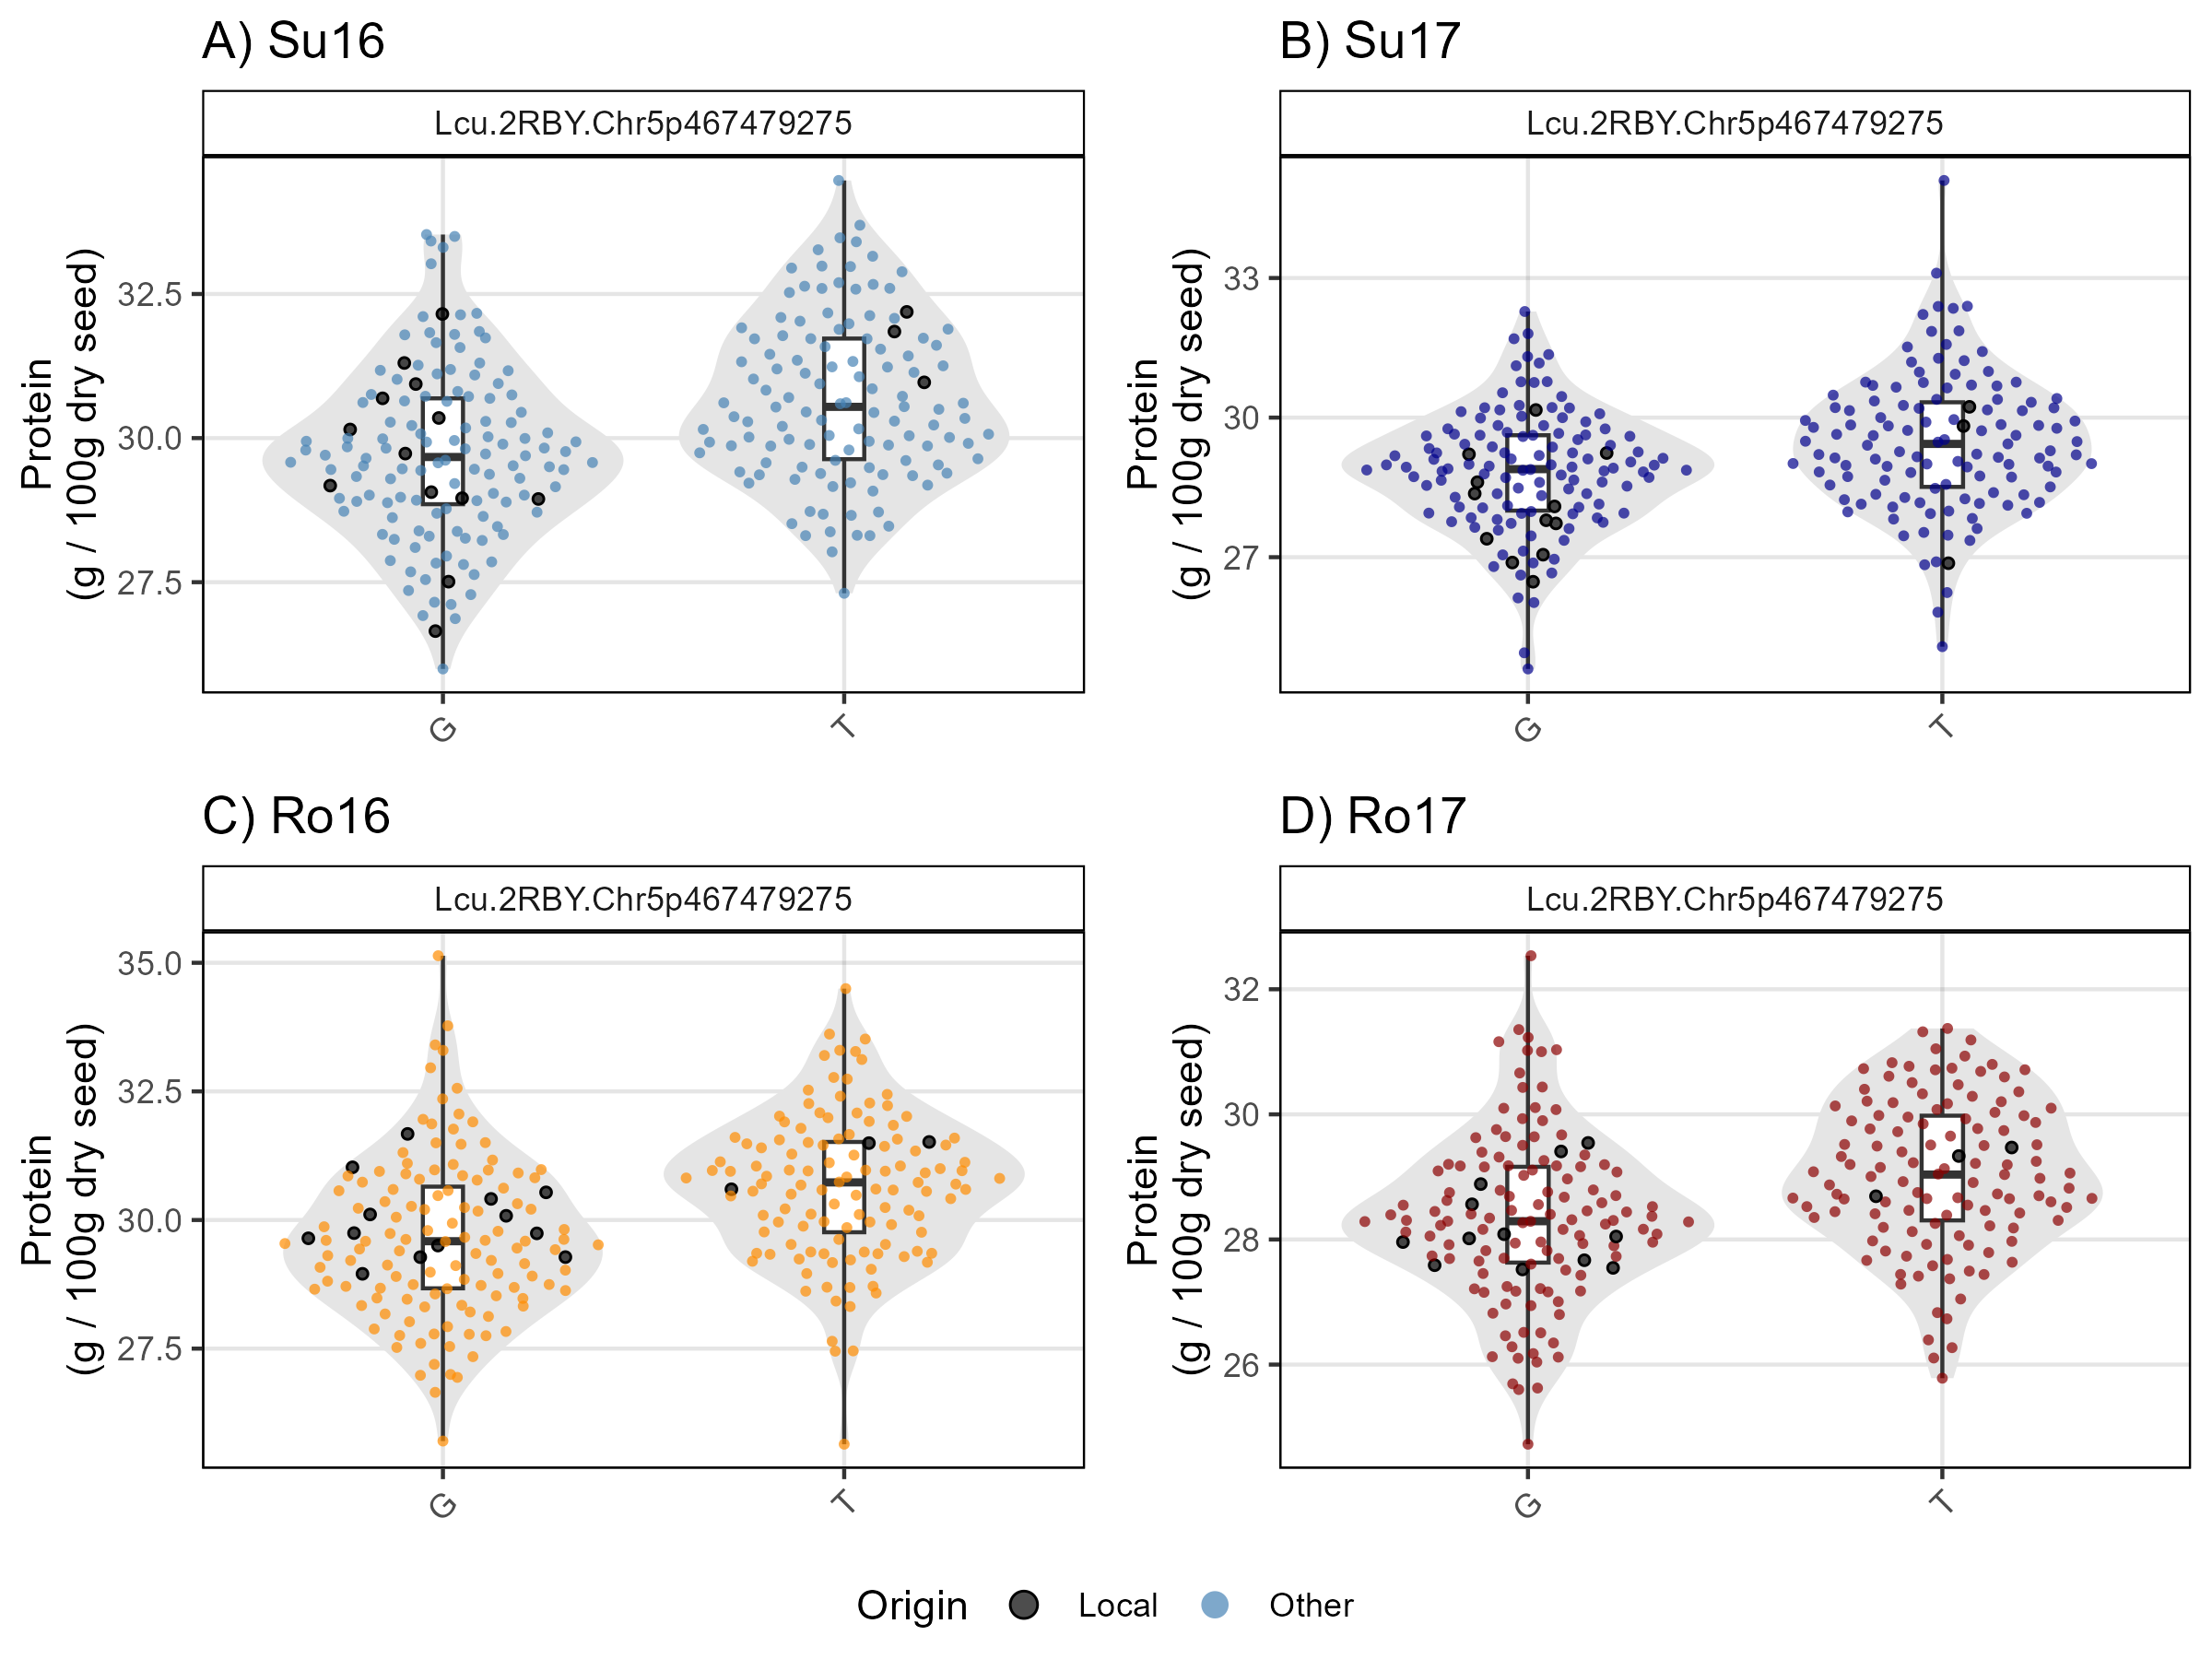 A) Su16
Lcu.2RBY.Chr5p467479275
Protein
(g / 100g dry seed)
32.5
30.0
27.5
G
T
B) Su17
Lcu.2RBY.Chr5p467479275
Protein
(g / 100g dry seed)
33
30
27
G
T
C) Ro16
Lcu.2RBY.Chr5p467479275
Protein
(g / 100g dry seed)
35.0
32.5
30.0
27.5
G
T
D) Ro17
Lcu.2RBY.Chr5p467479275
Protein
(g / 100g dry seed)
32
30
28
26
G
T
Origin Local Other